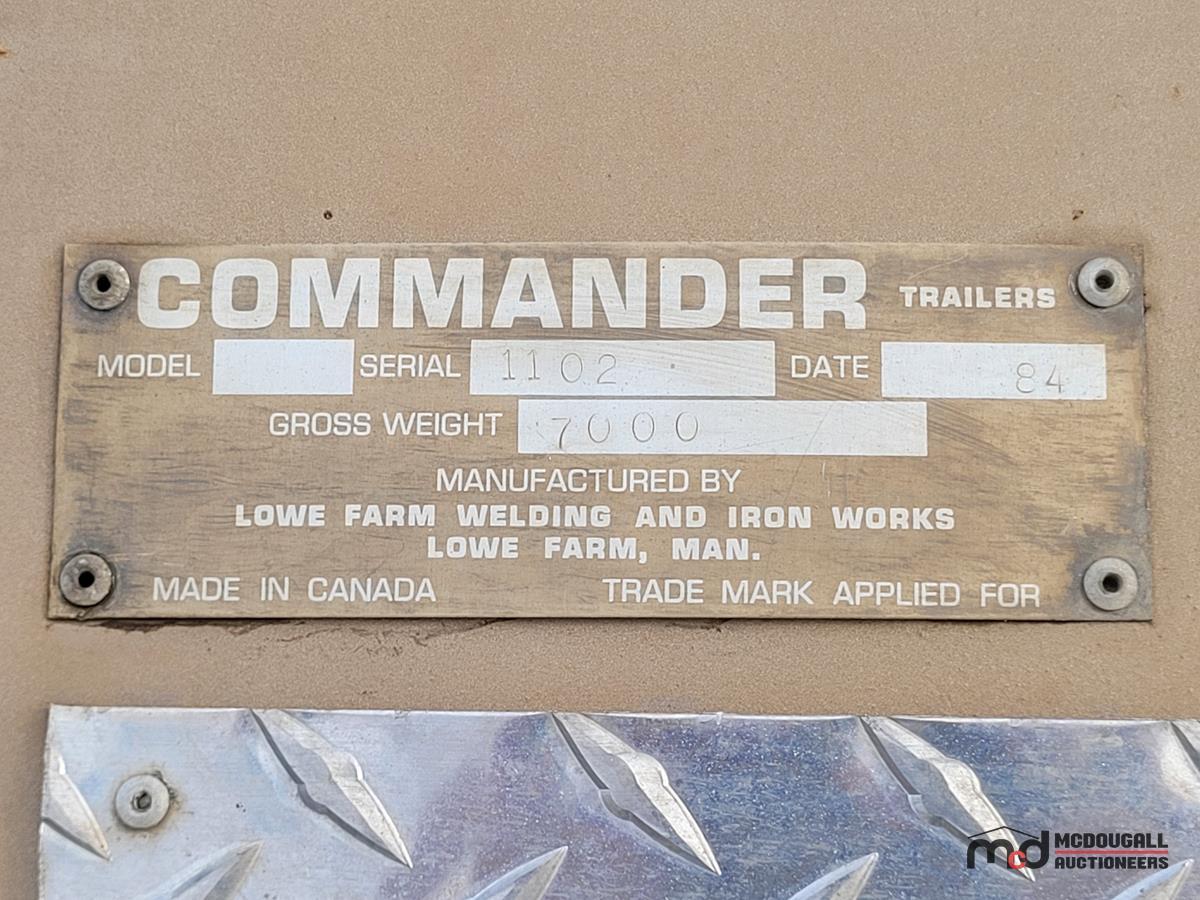 COMMANDER TRAILERS
MODEL SERIAL 1102 DATE 84
GROSS WEIGHT 7000
MANUFACTURED BY
LOWE FARM WELDING AND IRON WORKS
LOWE FARM, MAN.
MADE IN CANADA TRADE MARK APPLIED FOR
mcd MCDOUGALL
AUCTIONEERS